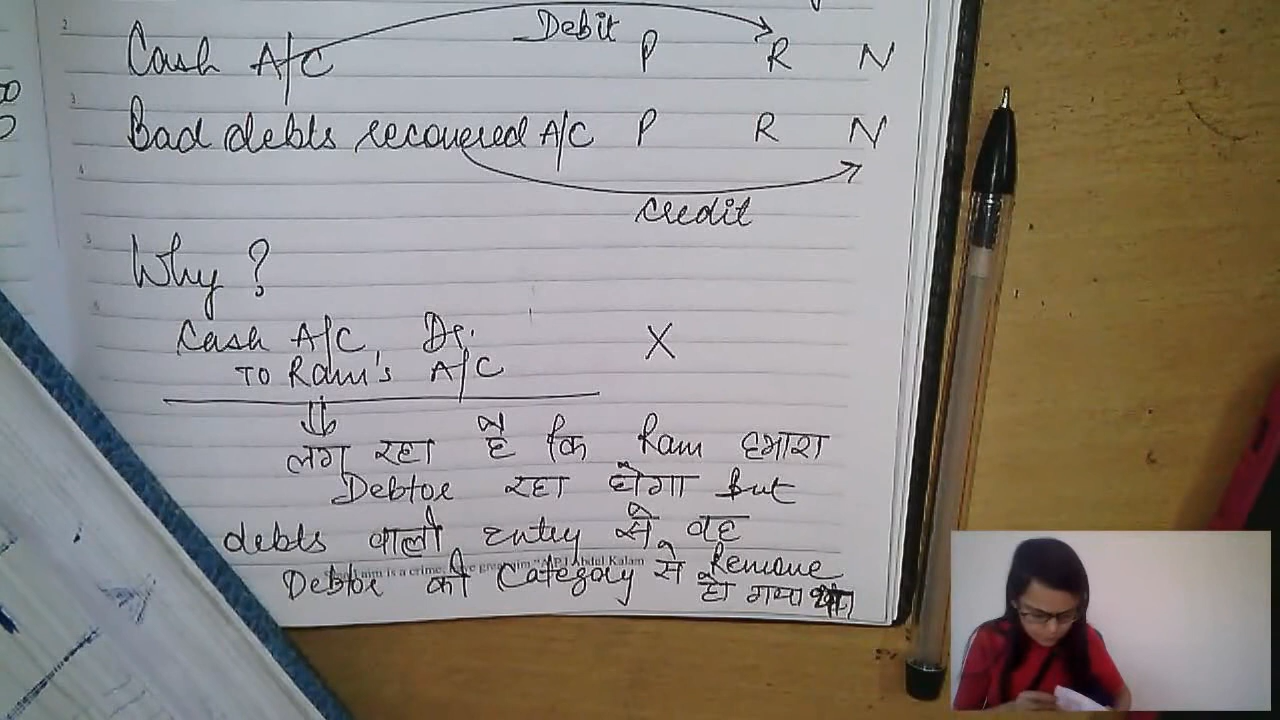 Debit
Cash A/C P R N
Bad debts recovered A/C P R N
Credit
Why?
Cash A/C, Dr. X
To Ram's A/C
लग रहा है कि Ram हमारा
Debtor रहा होगा But
debts वाली entry से वह
Debtor की Category से Remove
हो गया था